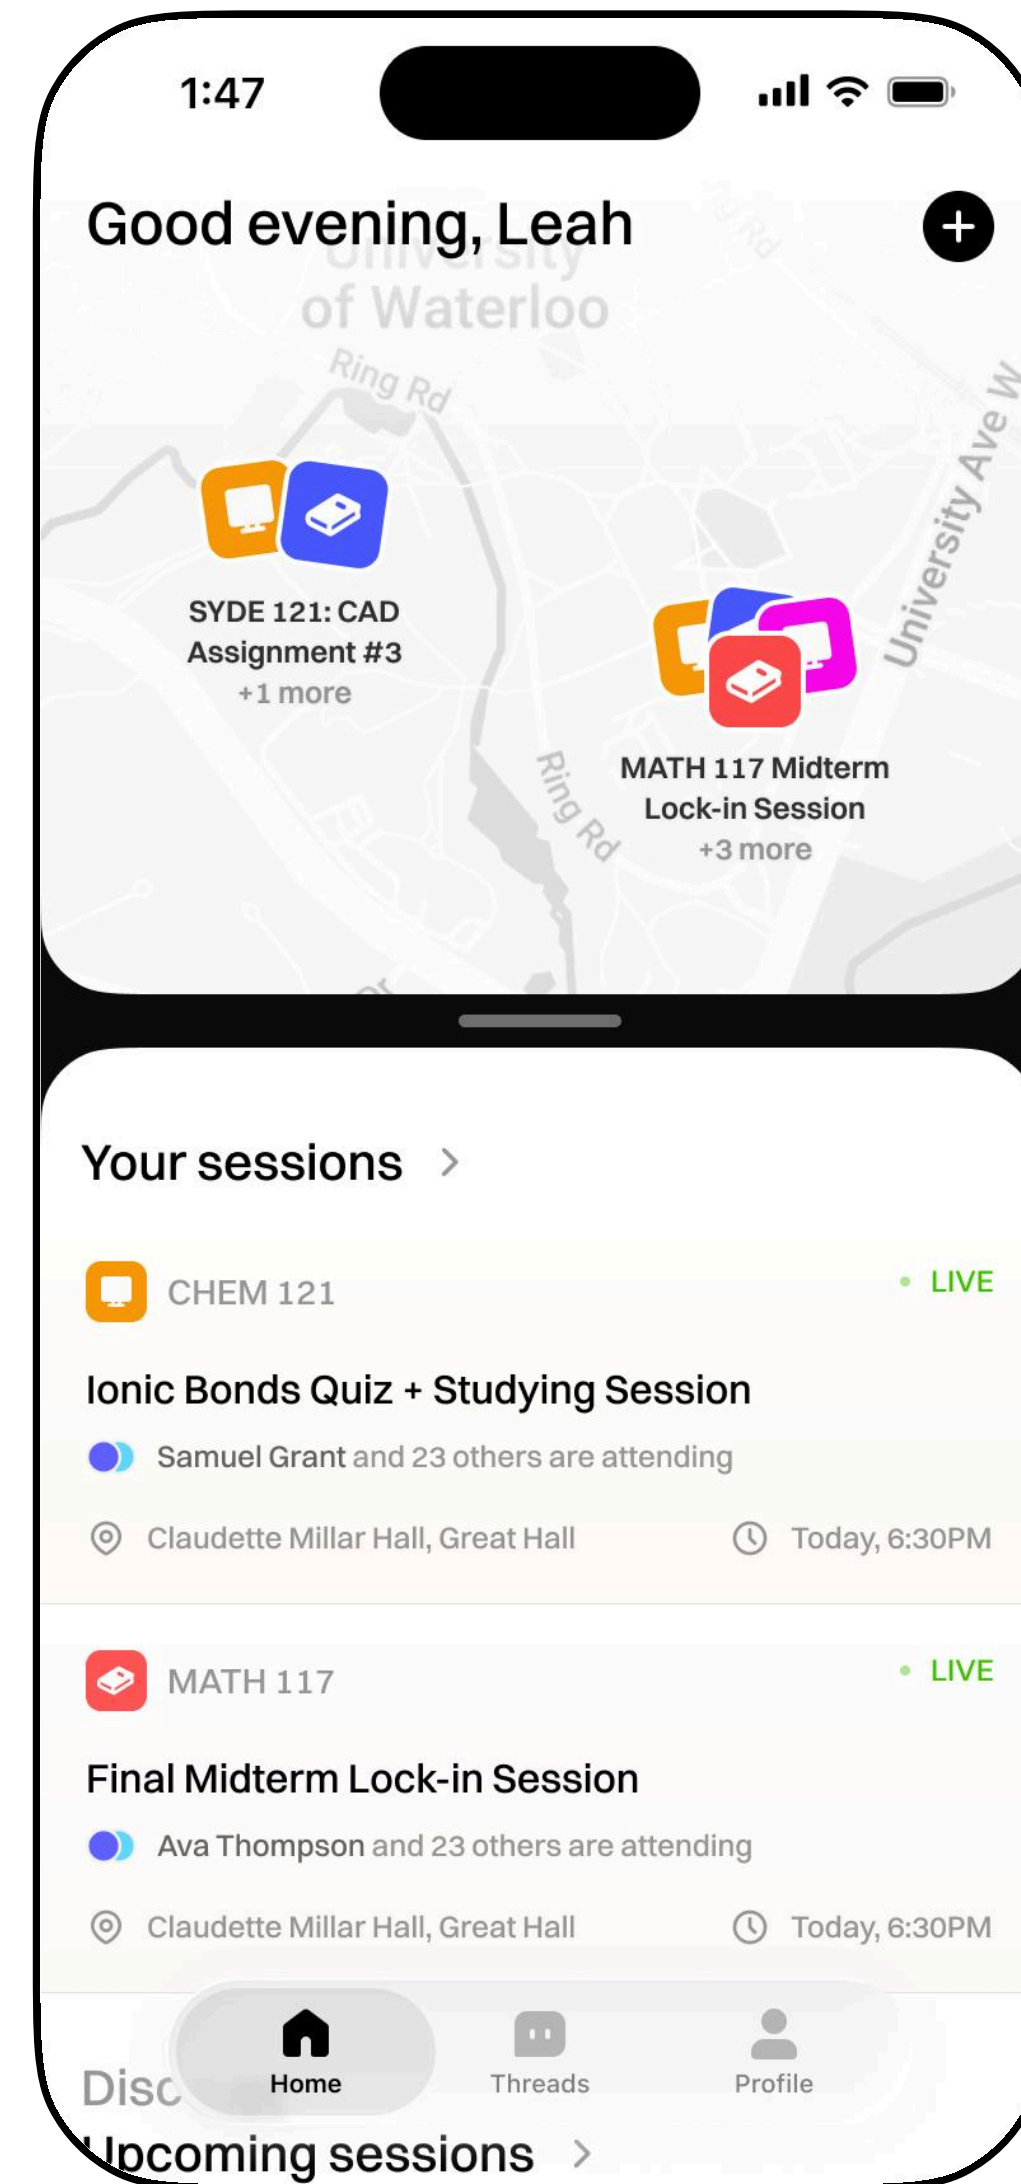 1:47
Good evening, Leah
University
of Waterloo
Ring Rd
University Ave W
SYDE 121: CAD
Assignment #3
+1 more
Ring Rd
MATH 117 Midterm
Lock-in Session
+3 more
Your sessions
CHEM 121
LIVE
Ionic Bonds Quiz + Studying Session
Samuel Grant and 23 others are attending
Claudette Millar Hall, Great Hall
Today, 6:30PM
MATH 117
LIVE
Final Midterm Lock-in Session
Ava Thompson and 23 others are attending
Claudette Millar Hall, Great Hall
Today, 6:30PM
Home
Threads
Profile
Disc
Upcoming sessions